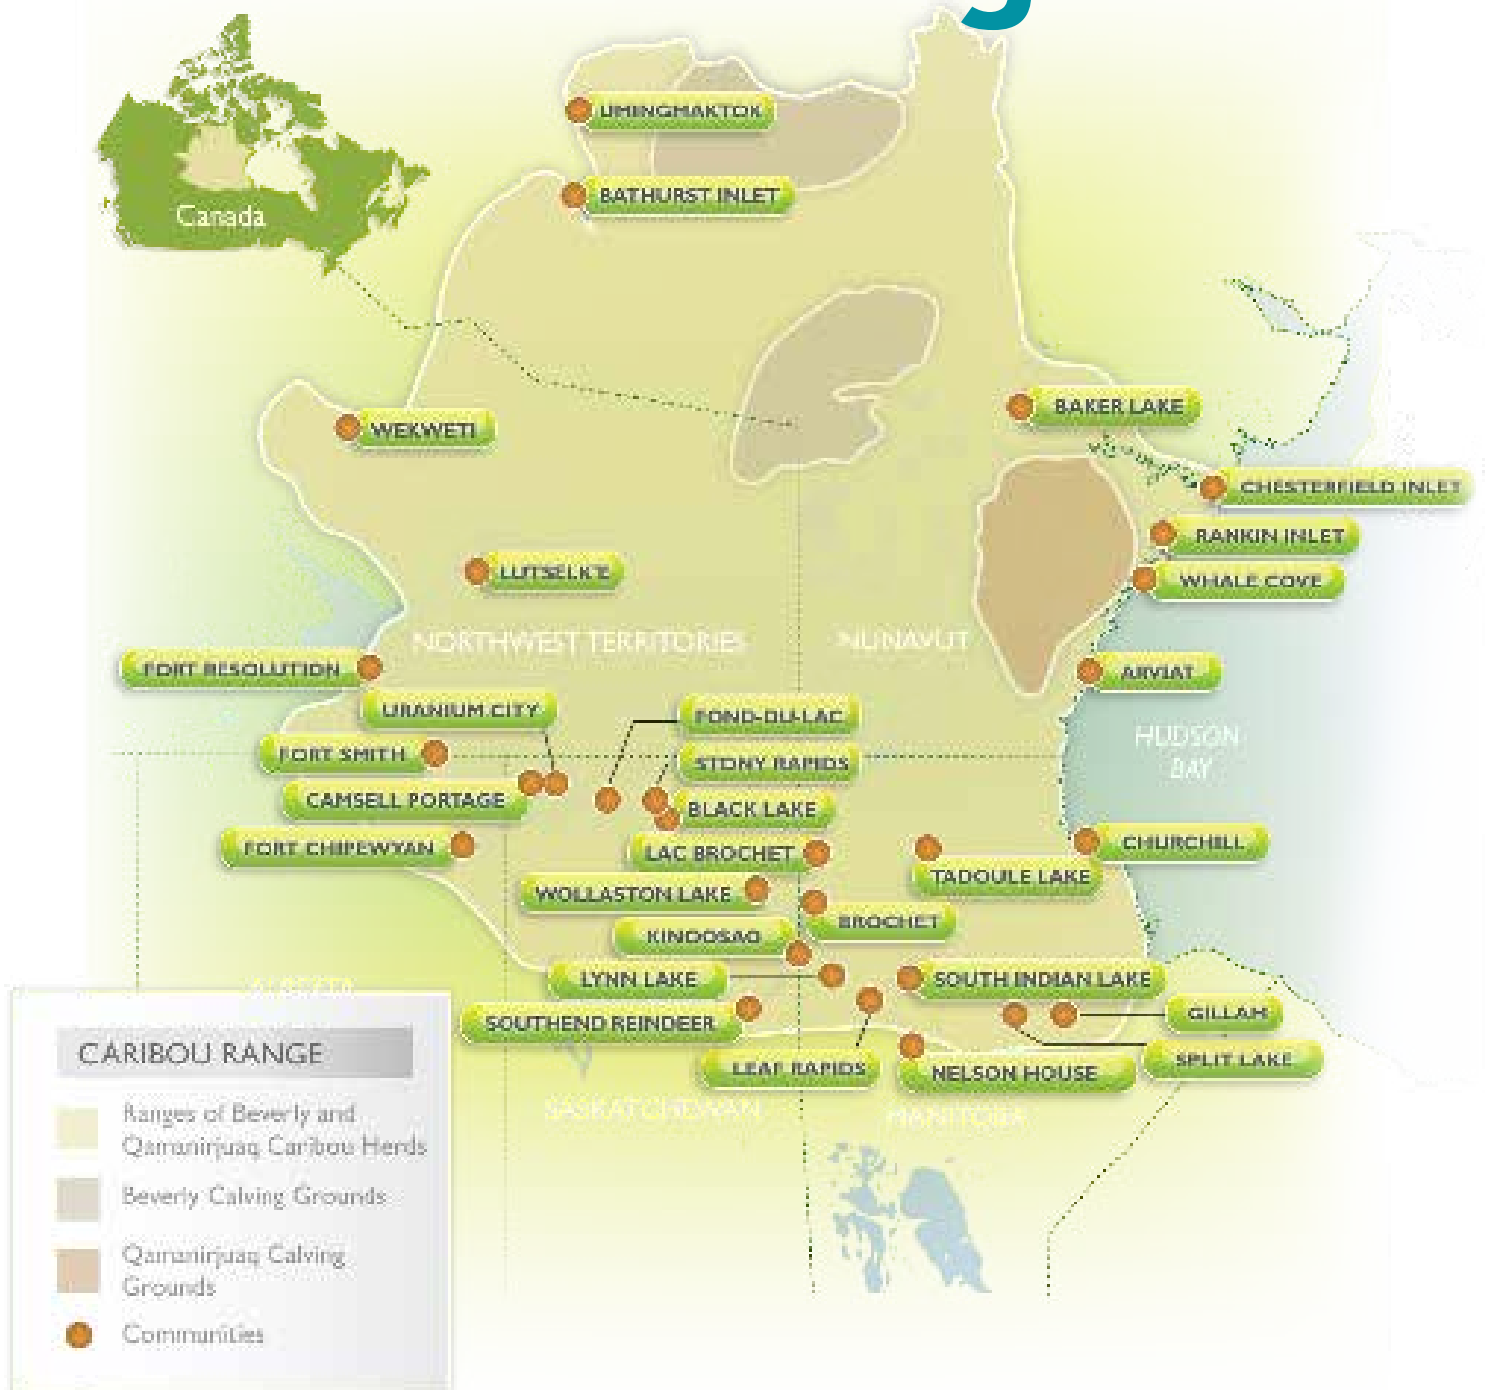 UMINGMAKTOK
BATHURST INLET
Canada
WEKWETI
BAKER LAKE
CHESTERFIELD INLET
RANKIN INLET
WHALE COVE
LUTSELK'E
NORTHWEST TERRITORIES
NUNAVUT
FORT RESOLUTION
ARVIAT
URANIUM CITY
FOND-DU-LAC
HUDSON
BAY
FORT SMITH
STONY RAPIDS
CAMSELL PORTAGE
BLACK LAKE
FORT CHIPEWYAN
LAC BROCHET
CHURCHILL
TADOULE LAKE
WOLLASTON LAKE
BROCHET
KINOOSAO
LYNN LAKE
SOUTH INDIAN LAKE
ALBERTA
SOUTHEND REINDEER
GILLAM
SPLIT LAKE
LEAF RAPIDS
NELSON HOUSE
SASKATCHEWAN
MANITOBA
CARIBOU RANGE
Ranges of Beverly and
Qamanirjuaq Caribou Herds
Beverly Calving Grounds
Qamanirjuaq Calving
Grounds
Communities